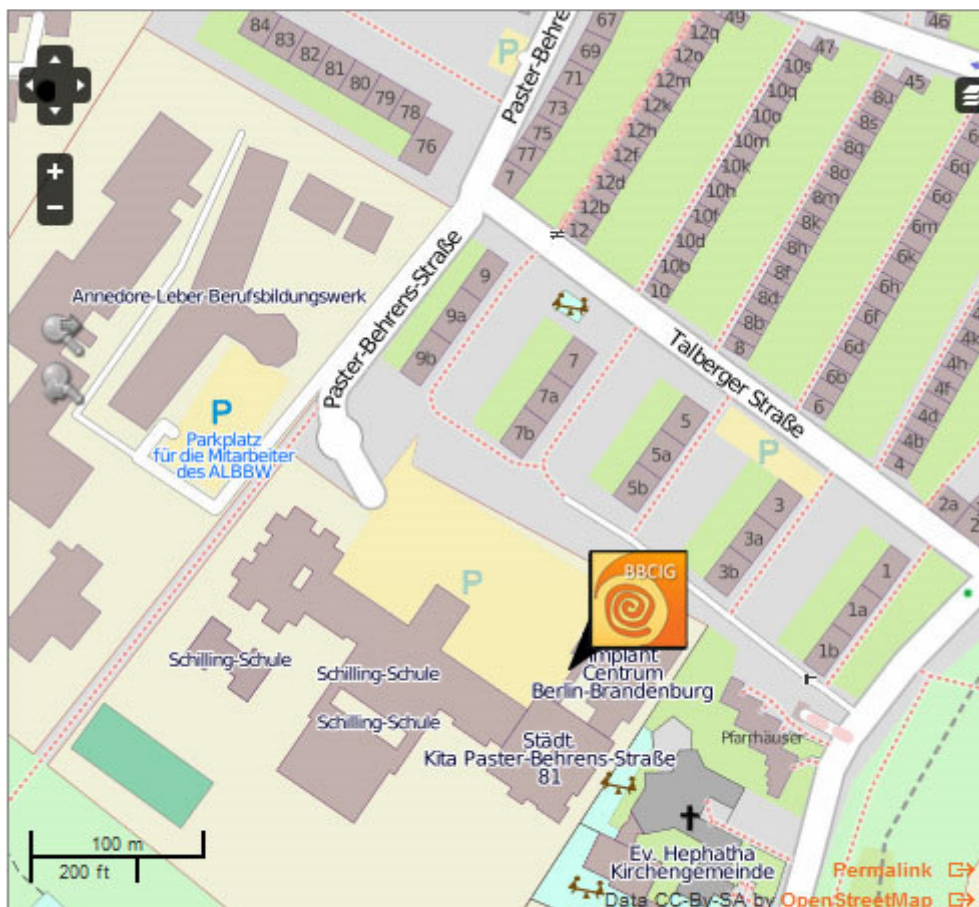 84
83
82
81
80
79
78
76
67
69
71
73
75
77
7
Paster-Behrens-Straße
Paster-Behre
P
49
12q
12o
12m
12k
12h
12f
12d
12b
12
47
10s
10q
10o
10m
10k
10h
10f
10d
10b
10
45
8u
8s
8q
8o
8m
8k
8h
8f
8d
8b
8
46
6q
6o
6m
6k
6h
6f
6d
6b
6
4k
4h
4f
4d
4b
4
2a
2
+
−
Annedore-Leber Berufsbildungswerk
9
9a
9b
7
7a
7b
5
5a
5b
3
3a
3b
1
1a
1b
Talberger Straße
P
P
Parkplatz
für die Mitarbeiter
des ALBBW
P
BBCIG
Implant
Centrum
Berlin-Brandenburg
Schilling-Schule
Schilling-Schule
Schilling-Schule
Städt
Kita Paster-Behrens-Straße
81
Pfarrhäuser
Ev. Hephatha
Kirchengemeinde
100 m
200 ft
Permalink
Data CC-By-SA by OpenStreetMap